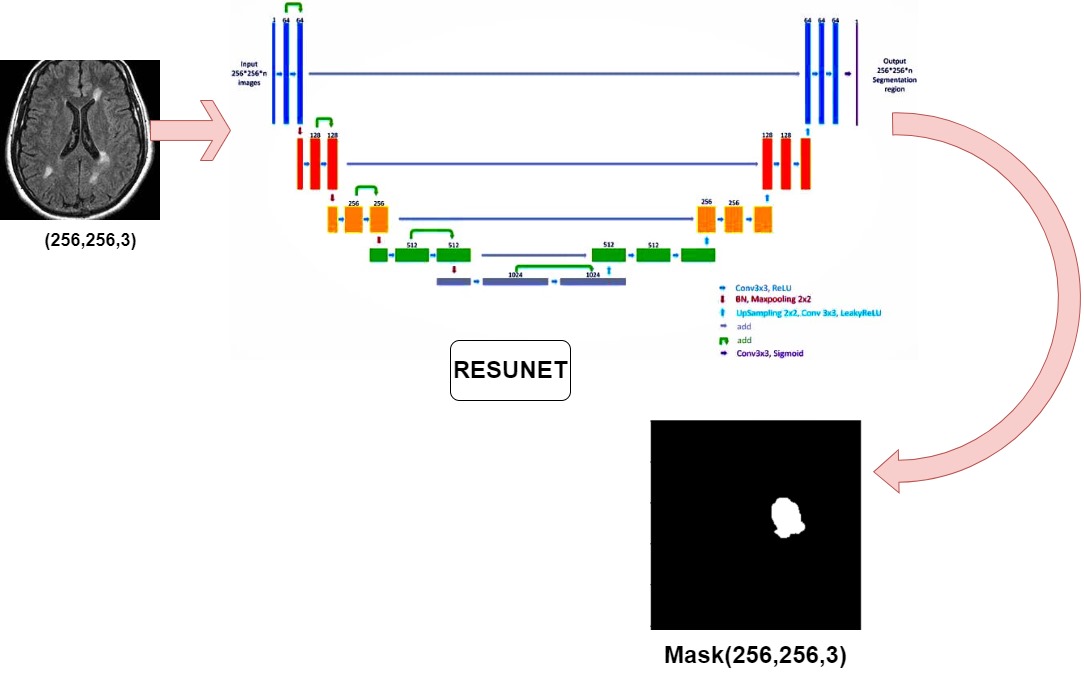 1 64 64
Input
256*256*n
images
64 64 64 1
Output
256*256*n
Segmentation
region
128 128
128 128
256 256
256 256
512 512
512 512
1024 1024
(256,256,3)
Conv3x3, ReLU
BN, Maxpooling 2x2
UpSampling 2x2, Conv 3x3, LeakyReLU
add
add
Conv3x3, Sigmoid
RESUNET
Mask(256,256,3)